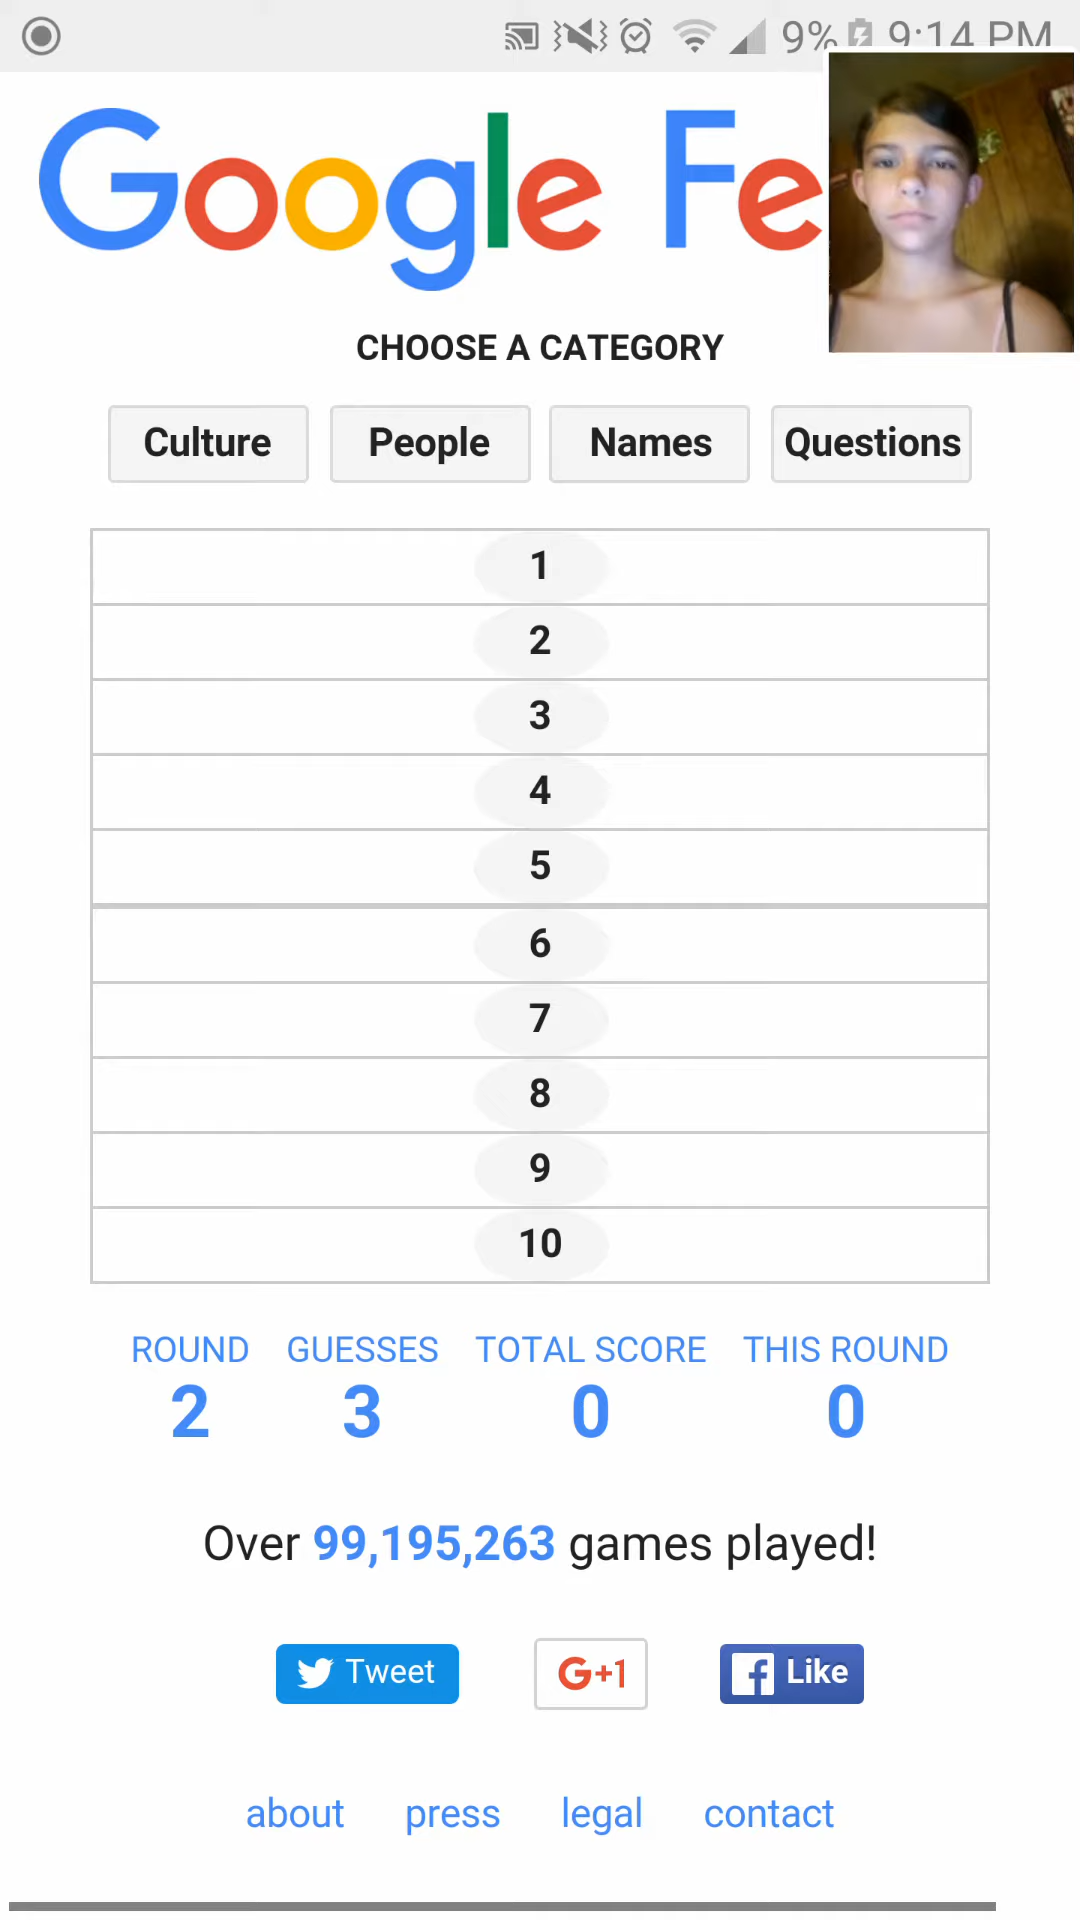 9% 9:14 PM
Google Fe
CHOOSE A CATEGORY
Culture People Names Questions
1
2
3
4
5
6
7
8
9
10
ROUND GUESSES TOTAL SCORE THIS ROUND
2 3 0 0
Over 99,195,263 games played!
Tweet G+1 Like
about press legal contact